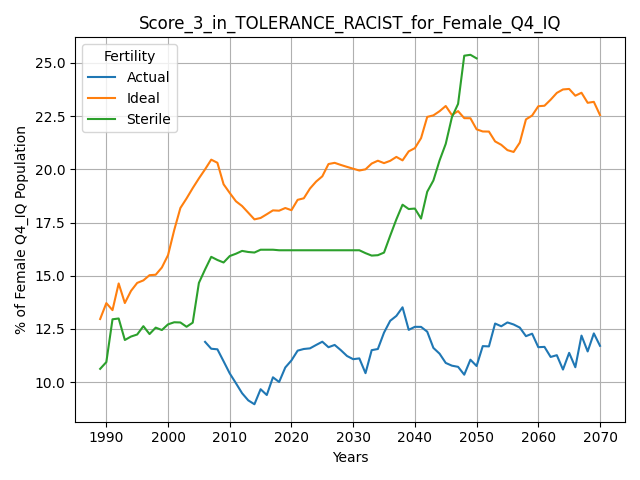 Score_3_in_TOLERANCE_RACIST_for_Female_Q4_IQ
Fertility
Actual
Ideal
Sterile
% of Female Q4_IQ Population
25.0
22.5
20.0
17.5
15.0
12.5
10.0
1990 2000 2010 2020 2030 2040 2050 2060 2070
Years